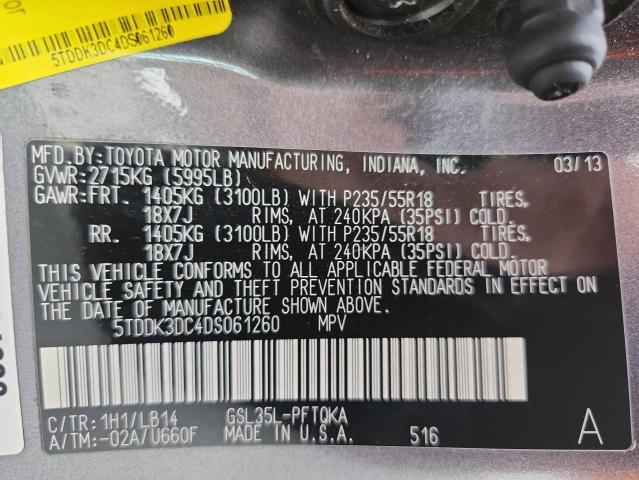 or
5TDDK3DC4DS061260
MFD.BY:TOYOTA MOTOR MANUFACTURING, INDIANA, INC. 03/13
GVWR:2715KG (5995LB)
GAWR:FRT. 1405KG (3100LB) WITH P235/55R18 TIRES,
18X7J RIMS, AT 240KPA (35PSI) COLD.
RR. 1405KG (3100LB) WITH P235/55R18 TIRES,
18X7J RIMS, AT 240KPA (35PSI) COLD.
THIS VEHICLE CONFORMS TO ALL APPLICABLE FEDERAL MOTOR
VEHICLE SAFETY AND THEFT PREVENTION STANDARDS IN EFFECT ON
THE DATE OF MANUFACTURE SHOWN ABOVE.
5TDDK3DC4DS061260 MPV
C/TR:1H1/LB14 GSL35L-PFTQKA
A/TM:-02A/U660F MADE IN U.S.A. 516 A